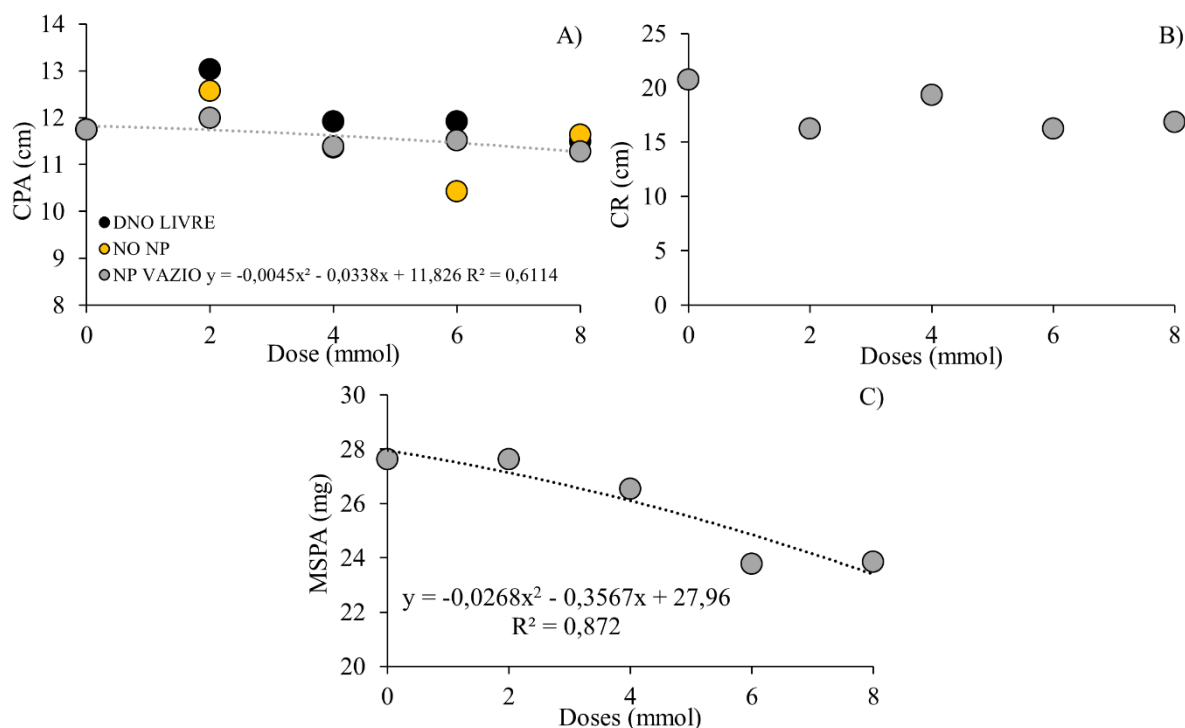 14
13
12
11
10
9
8
CPA (cm)
A)
DNO LIVRE
NO NP
NP VAZIO y = -0,0045x² - 0,0338x + 11,826 R² = 0,6114
0 2 4 6 8
Dose (mmol)
25
20
15
10
5
0
CR (cm)
B)
0 2 4 6 8
Doses (mmol)
30
28
26
24
22
20
MSPA (mg)
C)
y = -0,0268x² - 0,3567x + 27,96
R² = 0,872
0 2 4 6 8
Doses (mmol)